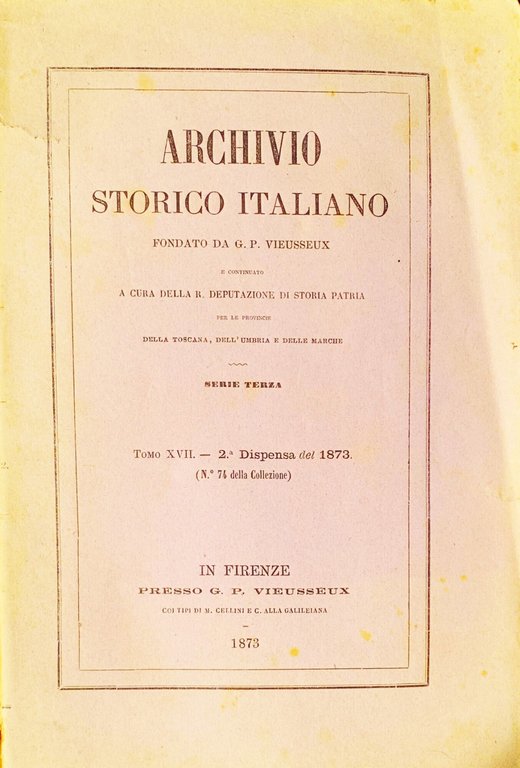 ARCHIVIO
STORICO ITALIANO
FONDATO DA G. P. VIEUSSEUX
E CONTINUATO
A CURA DELLA R. DEPUTAZIONE DI STORIA PATRIA
PER LE PROVINCIE
DELLA TOSCANA, DELL'UMBRIA E DELLE MARCHE
SERIE TERZA
TOMO XVII. — 2.ª Dispensa del 1873.
(N.° 74 della Collezione)
IN FIRENZE
PRESSO G. P. VIEUSSEUX
COI TIPI DI M. CELLINI E C. ALLA GALILEIANA
1873